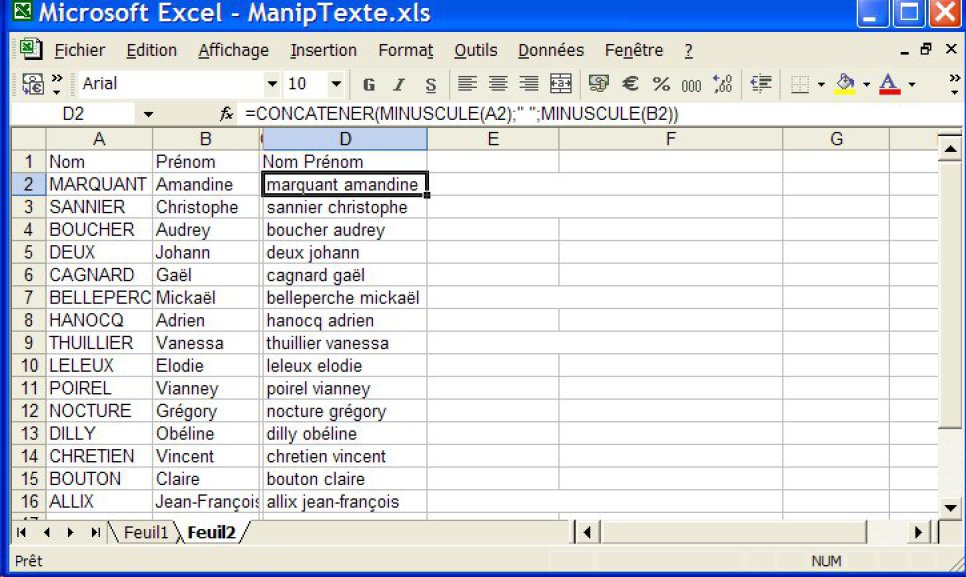 Microsoft Excel - ManipTexte.xls
Fichier Edition Affichage Insertion Format Outils Données Fenêtre ?
Arial 10 G I S € % 000 ,00 A
D2 fx =CONCATENER(MINUSCULE(A2);" ";MINUSCULE(B2))
A B D E F G
1 Nom Prénom Nom Prénom
2 MARQUANT Amandine marquant amandine
3 SANNIER Christophe sannier christophe
4 BOUCHER Audrey boucher audrey
5 DEUX Johann deux johann
6 CAGNARD Gaël cagnard gaël
7 BELLEPERC Mickaël belleperche mickaël
8 HANOCQ Adrien hanocq adrien
9 THUILLIER Vanessa thuillier vanessa
10 LELEUX Elodie leleux elodie
11 POIREL Vianney poirel vianney
12 NOCTURE Grégory nocture grégory
13 DILLY Obéline dilly obéline
14 CHRETIEN Vincent chretien vincent
15 BOUTON Claire bouton claire
16 ALLIX Jean-François allix jean-françois
Feuil1 Feuil2
Prêt NUM